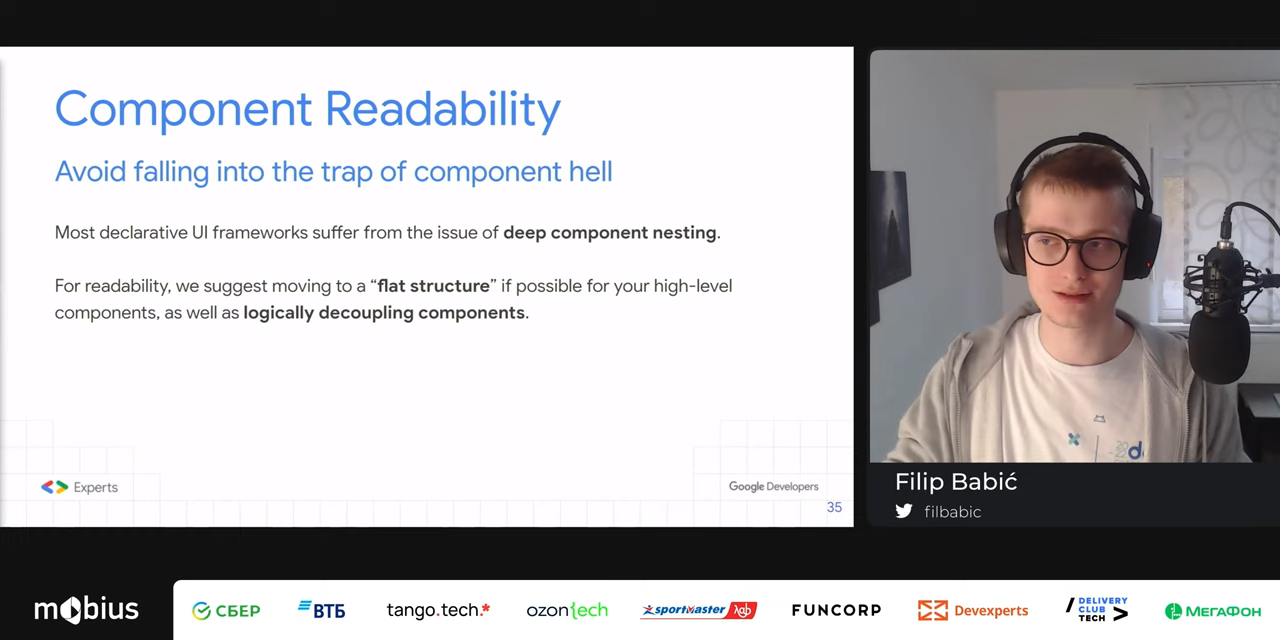 Component Readability
Avoid falling into the trap of component hell
Most declarative UI frameworks suffer from the issue of deep component nesting.
For readability, we suggest moving to a “flat structure” if possible for your high-level
components, as well as logically decoupling components.
Experts
Google Developers
35
Filip Babić
filbabic
mobius
СБЕР
ВТБ
tango.tech.*
ozon{tech
sportmaster lab
FUNCORP
Devexperts
/DELIVERY
CLUB
TECH >
МЕГАФОН